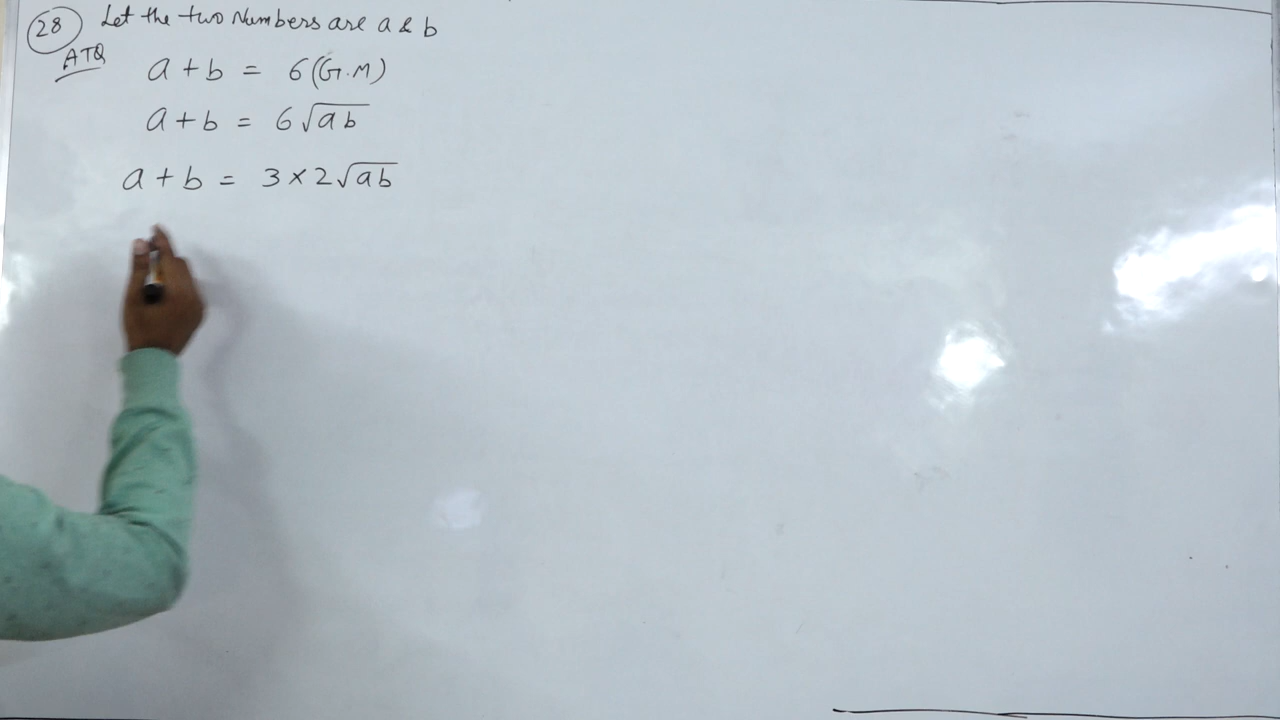 28 Let the two Numbers are a & b
ATQ a + b = 6(G.M)
a + b = 6√ab
a + b = 3 × 2√ab